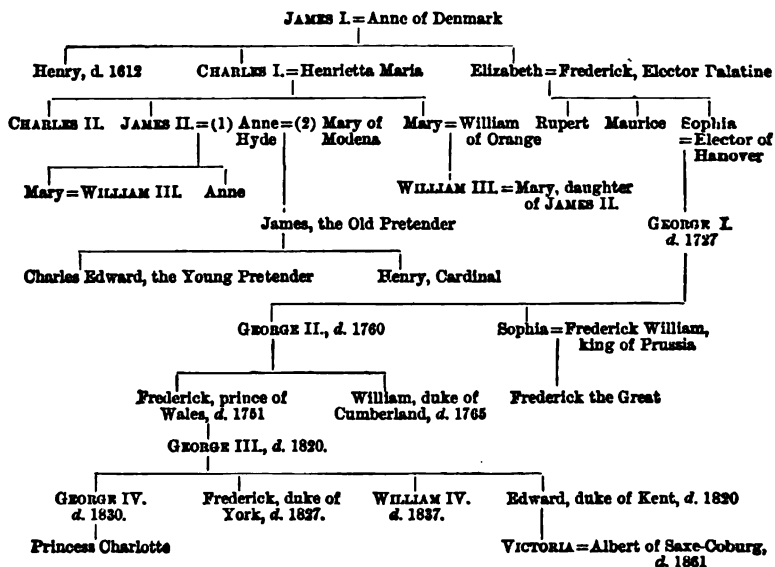 JAMES I.=Anne of Denmark
Henry, d. 1612 CHARLES I.=Henrietta Maria Elizabeth=Frederick, Elector Palatine
CHARLES II. JAMES II.=(1) Anne=(2) Mary of Mary=William Rupert Maurice Sophia
Hyde Modena of Orange =Elector of
Hanover
Mary=WILLIAM III. Anne WILLIAM III.=Mary, daughter
of JAMES II.
James, the Old Pretender GEORGE I.
d. 1727
Charles Edward, the Young Pretender Henry, Cardinal
GEORGE II., d. 1760 Sophia=Frederick William,
king of Prussia
Frederick, prince of William, duke of Frederick the Great
Wales, d. 1751 Cumberland, d. 1765
GEORGE III., d. 1820.
GEORGE IV. Frederick, duke of WILLIAM IV. Edward, duke of Kent, d. 1820
d. 1830. York, d. 1827. d. 1837.
Princess Charlotte VICTORIA=Albert of Saxe-Coburg,
d. 1861